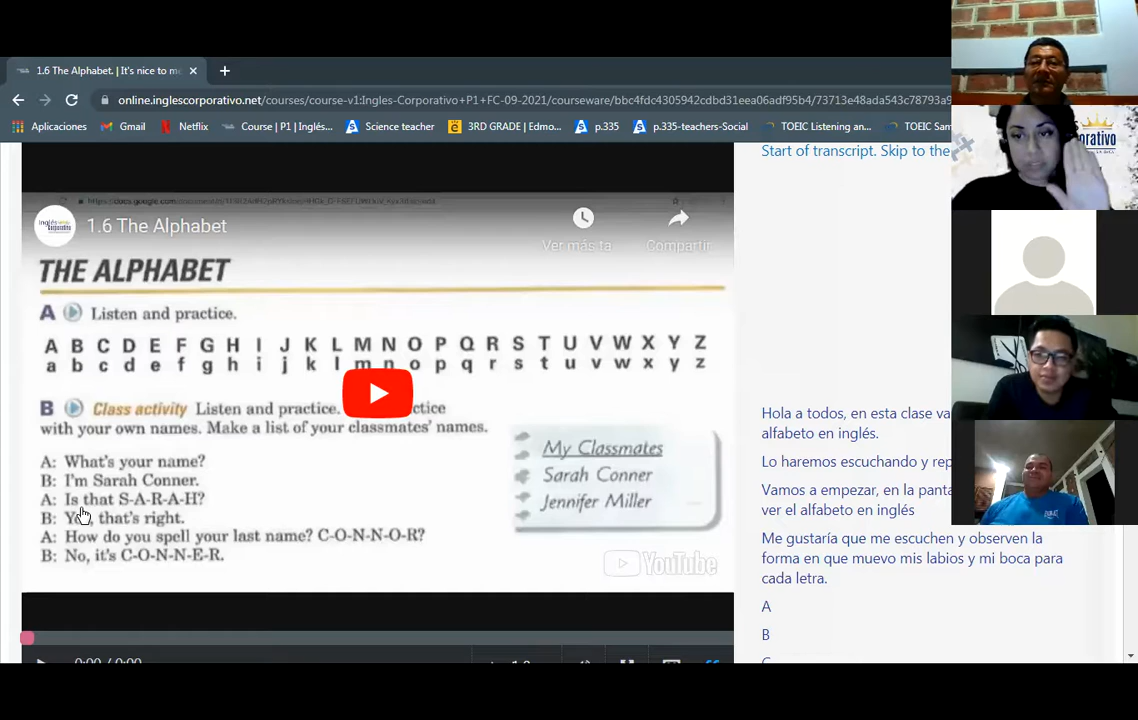 1.6 The Alphabet. | It's nice to m
online.inglescorporativo.net/courses/course-v1:Ingles-Corporativo+P1+FC-09-2021/courseware/bbc4fdc4305942cdbd31eea06adf95b4/73713e48ada543c78793a9
Aplicaciones Gmail Netflix Course | P1 | Inglés... Science teacher 3RD GRADE | Edmo... p.335 p.335-teachers-Social TOEIC Listening an... TOEIC Sam
Start of transcript. Skip to the
1.6 The Alphabet
Ver más ta
Compartir
THE ALPHABET
A Listen and practice.
A B C D E F G H I J K L M N O P Q R S T U V W X Y Z
a b c d e f g h i j k l m n o p q r s t u v w x y z
B Class activity Listen and practice.
with your own names. Make a list of your classmates' names.
A: What's your name?
B: I'm Sarah Conner.
A: Is that S-A-R-A-H?
B: Yes, that's right.
A: How do you spell your last name? C-O-N-N-O-R?
B: No, it's C-O-N-N-E-R.
My Classmates
Sarah Conner
Jennifer Miller
YouTube
0:00 / 0:00
Hola a todos, en esta clase va
alfabeto en inglés.
Lo haremos escuchando y rep
Vamos a empezar, en la panta
ver el alfabeto en inglés
Me gustaría que me escuchen y observen la
forma en que muevo mis labios y mi boca para
cada letra.
A
B
C